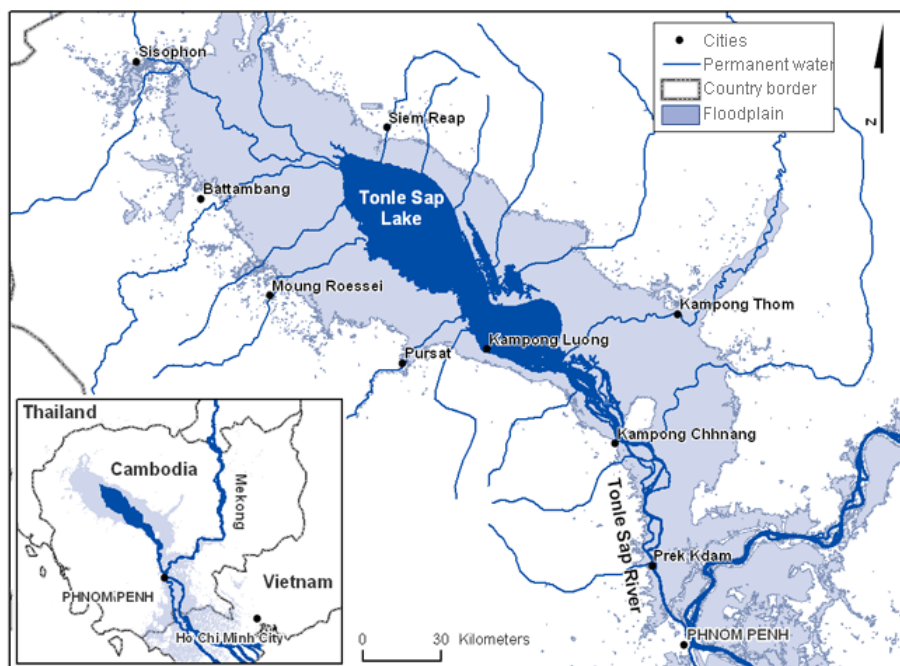 Sisophon
Siem Reap
Battambang
Tonle Sap
Lake
Moung Roessei
Pursat
Kampong Luong
Kampong Thom
Kampong Chhnang
Tonle Sap River
Prek Kdam
PHNOM PENH
Cities
Permanent water
Country border
Floodplain
N
Thailand
Cambodia
Mekong
Vietnam
PHNOM PENH
Ho Chi Minh City
0 30 Kilometers